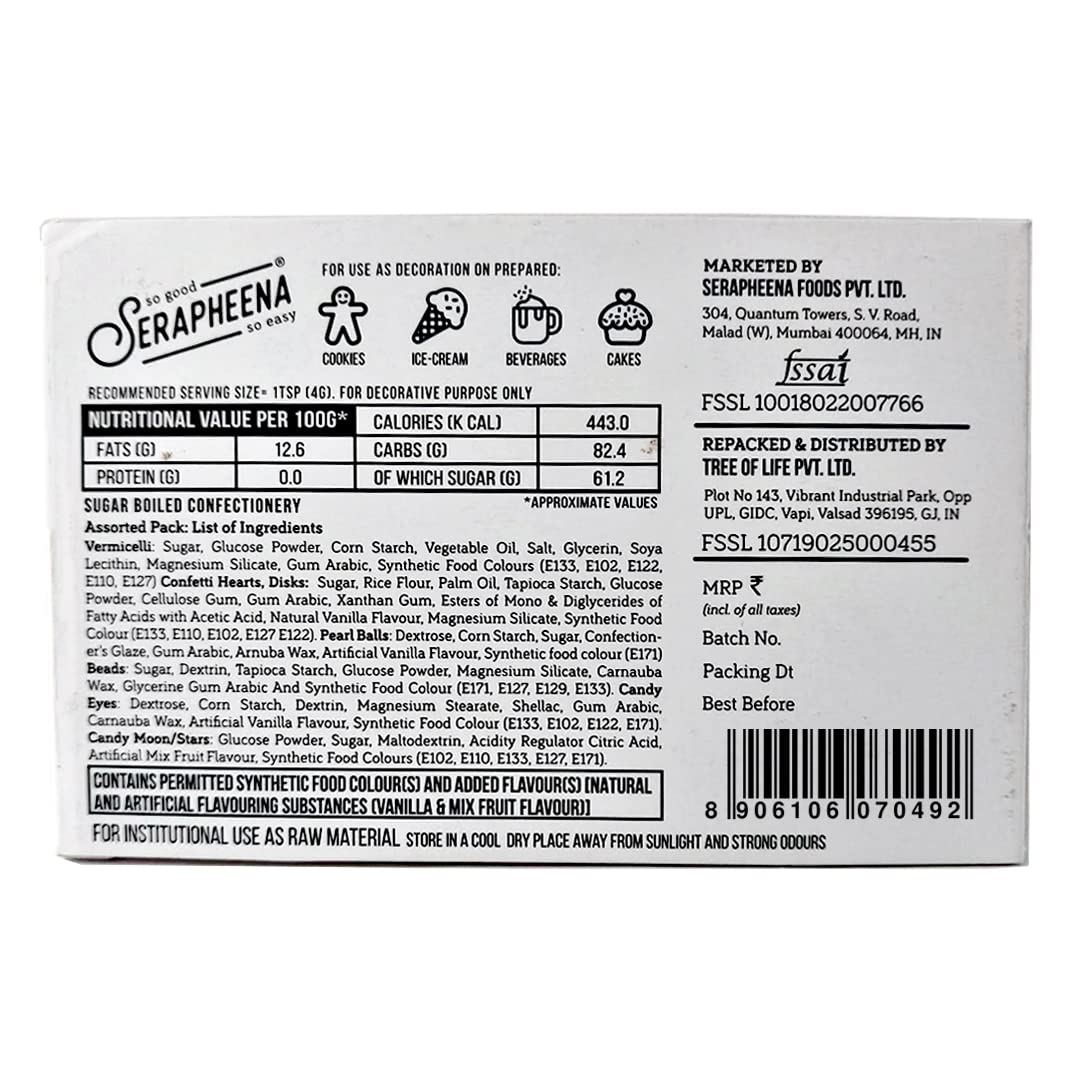 so good
SERAPHEENA®
so easy
FOR USE AS DECORATION ON PREPARED:
COOKIES ICE-CREAM BEVERAGES CAKES
RECOMMENDED SERVING SIZE= 1TSP (4G). FOR DECORATIVE PURPOSE ONLY
NUTRITIONAL VALUE PER 100G* CALORIES (K CAL) 443.0
FATS (G) 12.6 CARBS (G) 82.4
PROTEIN (G) 0.0 OF WHICH SUGAR (G) 61.2
SUGAR BOILED CONFECTIONERY *APPROXIMATE VALUES
Assorted Pack: List of Ingredients
Vermicelli: Sugar, Glucose Powder, Corn Starch, Vegetable Oil, Salt, Glycerin, Soya
Lecithin, Magnesium Silicate, Gum Arabic, Synthetic Food Colours (E133, E102, E122,
E110, E127) Confetti Hearts, Disks: Sugar, Rice Flour, Palm Oil, Tapioca Starch, Glucose
Powder, Cellulose Gum, Gum Arabic, Xanthan Gum, Esters of Mono & Diglycerides of
Fatty Acids with Acetic Acid, Natural Vanilla Flavour, Magnesium Silicate, Synthetic Food
Colour (E133, E110, E102, E127 E122). Pearl Balls: Dextrose, Corn Starch, Sugar, Confection-
er's Glaze, Gum Arabic, Arnuba Wax, Artificial Vanilla Flavour, Synthetic food colour (E171)
Beads: Sugar, Dextrin, Tapioca Starch, Glucose Powder, Magnesium Silicate, Carnauba
Wax, Glycerine Gum Arabic And Synthetic Food Colour (E171, E127, E129, E133). Candy
Eyes: Dextrose, Corn Starch, Dextrin, Magnesium Stearate, Shellac, Gum Arabic,
Carnauba Wax, Artificial Vanilla Flavour, Synthetic Food Colour (E133, E102, E122, E171).
Candy Moon/Stars: Glucose Powder, Sugar, Maltodextrin, Acidity Regulator Citric Acid,
Artificial Mix Fruit Flavour, Synthetic Food Colours (E102, E110, E133, E127, E171).
CONTAINS PERMITTED SYNTHETIC FOOD COLOUR(S) AND ADDED FLAVOUR(S) [NATURAL
AND ARTIFICIAL FLAVOURING SUBSTANCES (VANILLA & MIX FRUIT FLAVOUR)]
FOR INSTITUTIONAL USE AS RAW MATERIAL STORE IN A COOL DRY PLACE AWAY FROM SUNLIGHT AND STRONG ODOURS
MARKETED BY
SERAPHEENA FOODS PVT. LTD.
304, Quantum Towers, S. V. Road,
Malad (W), Mumbai 400064, MH, IN
fssai
FSSL 10018022007766
REPACKED & DISTRIBUTED BY
TREE OF LIFE PVT. LTD.
Plot No 143, Vibrant Industrial Park, Opp
UPL, GIDC, Vapi, Valsad 396195, GJ, IN
FSSL 10719025000455
MRP ₹
(incl. of all taxes)
Batch No.
Packing Dt
Best Before
8 906106 070492